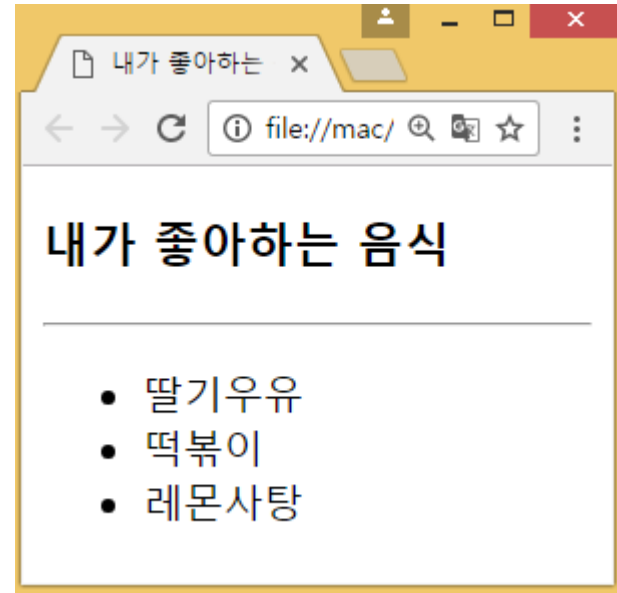 내가 좋아하는
file://mac/
내가 좋아하는 음식
딸기우유
떡볶이
레몬사탕